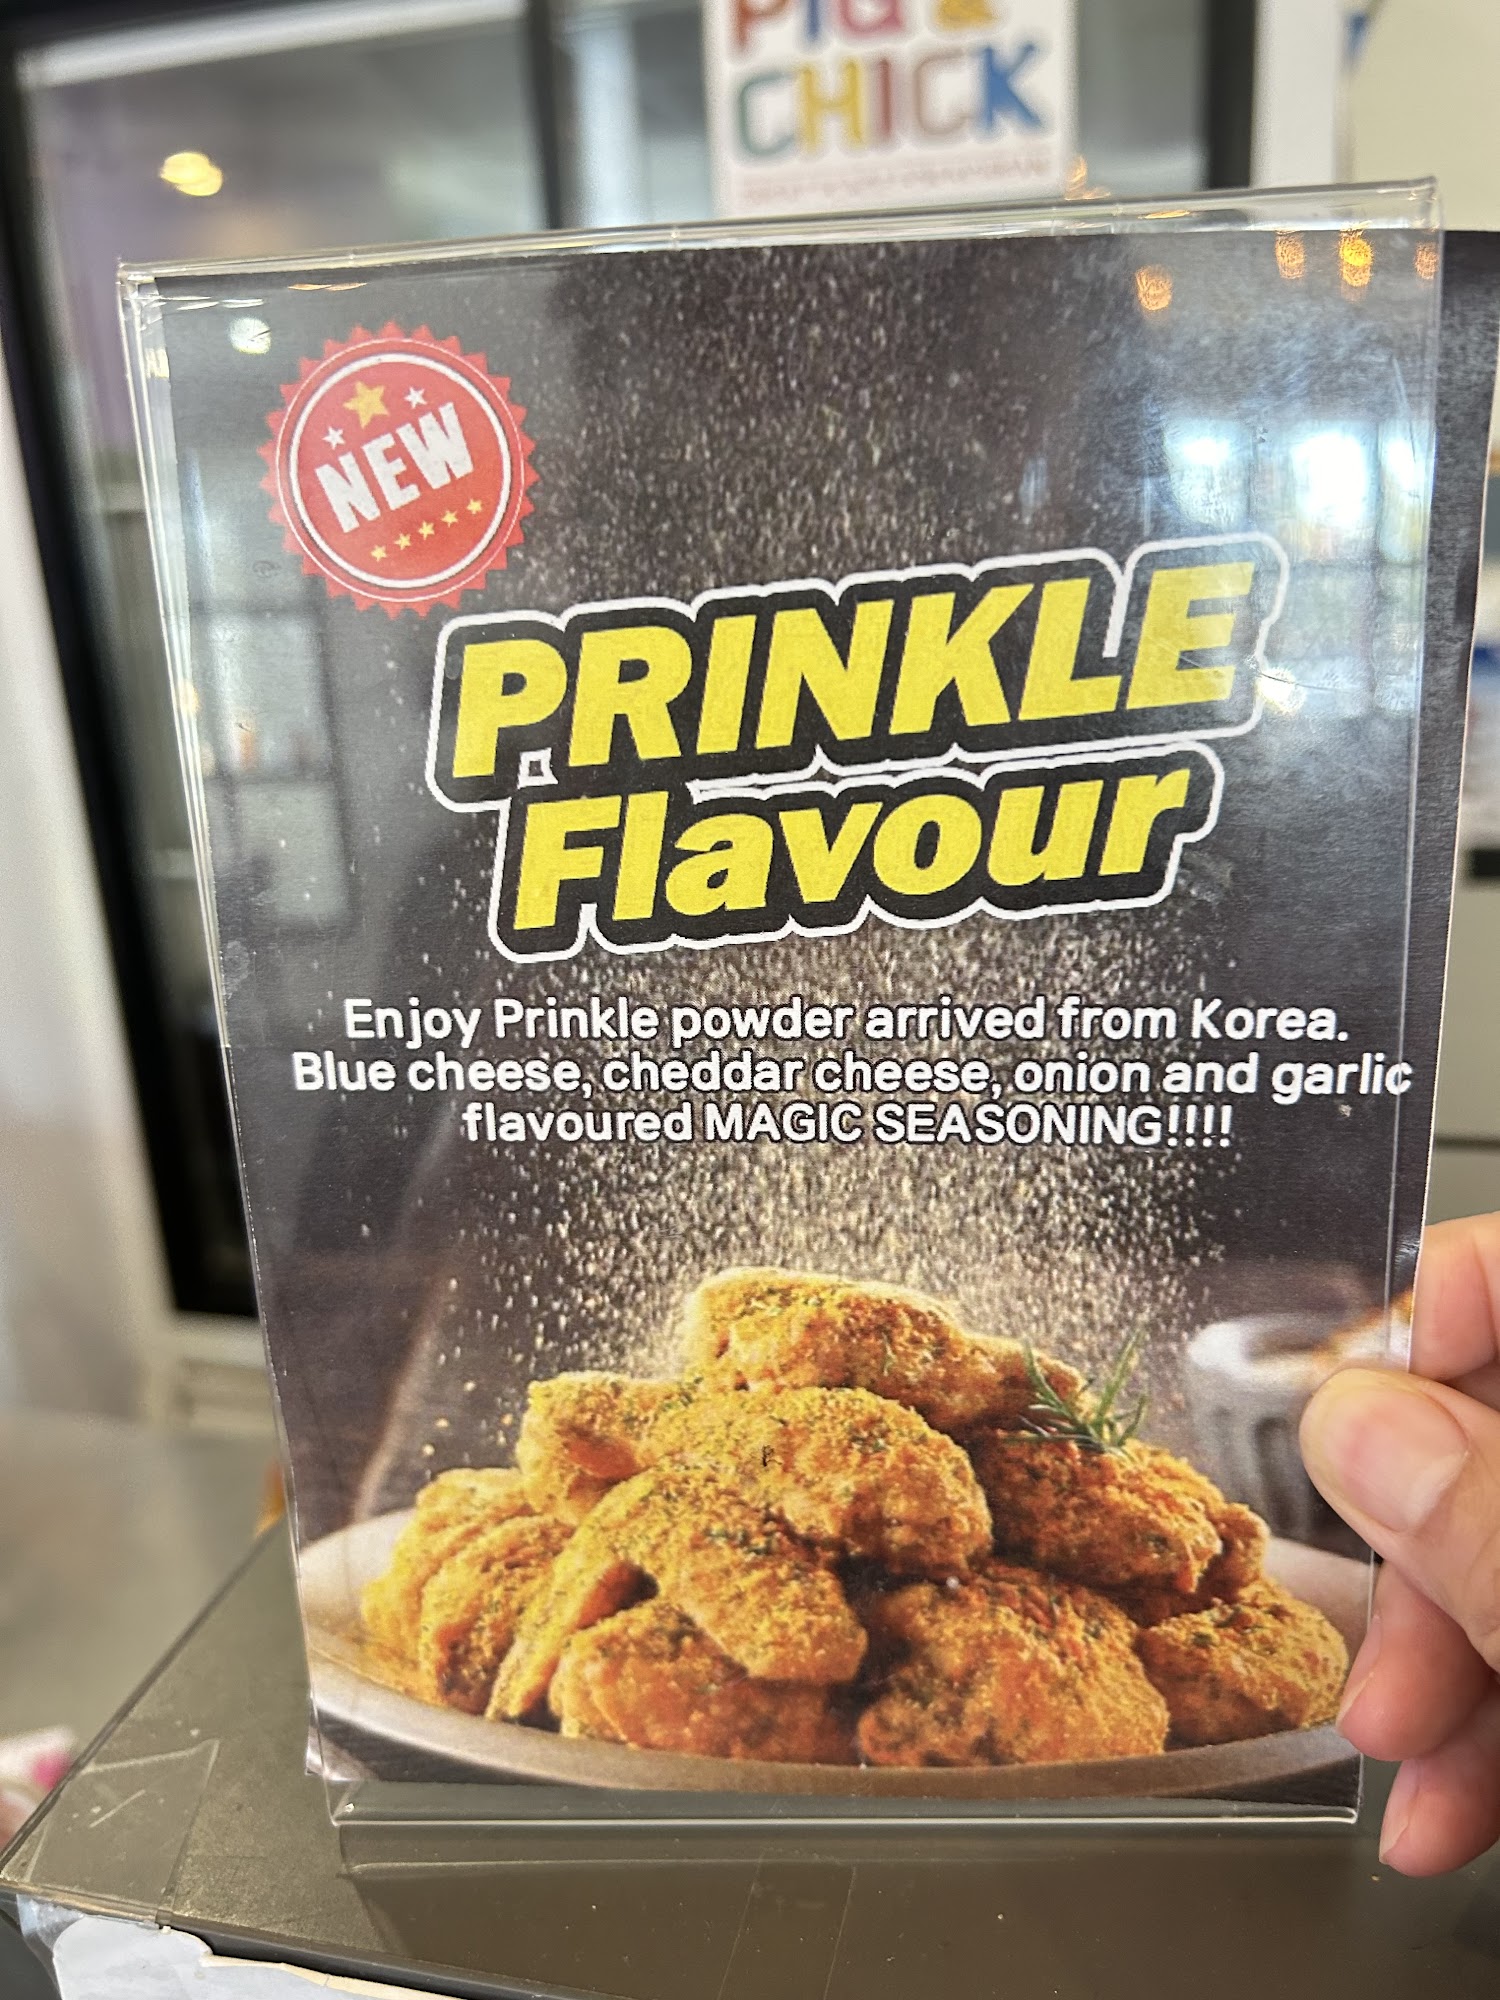 PIG &
CHICK
NEW
PRINKLE
Flavour
Enjoy Prinkle powder arrived from Korea.
Blue cheese, cheddar cheese, onion and garlic
flavoured MAGIC SEASONING!!!!